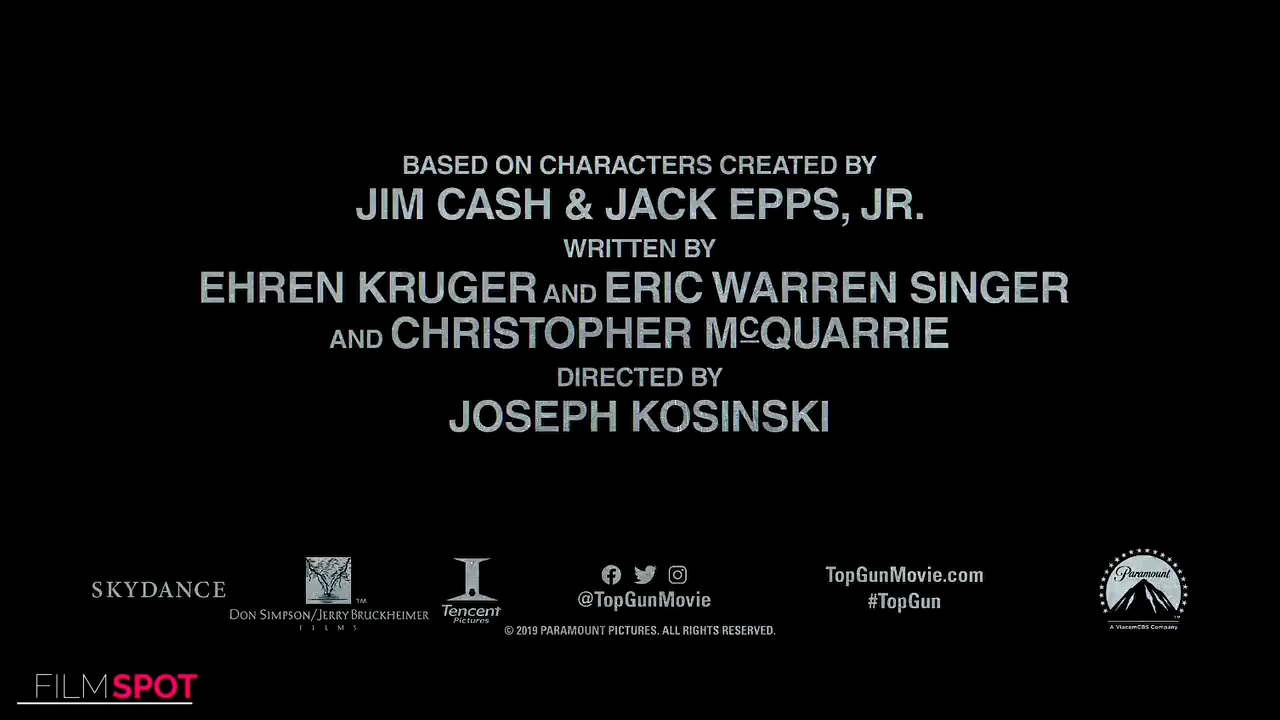 BASED ON CHARACTERS CREATED BY
JIM CASH & JACK EPPS, JR.
WRITTEN BY
EHREN KRUGER AND ERIC WARREN SINGER
AND CHRISTOPHER McQUARRIE
DIRECTED BY
JOSEPH KOSINSKI
SKYDANCE
DON SIMPSON/JERRY BRUCKHEIMER
FILMS
TM
Tencent
Pictures
@TopGunMovie
© 2019 PARAMOUNT PICTURES. ALL RIGHTS RESERVED.
TopGunMovie.com
#TopGun
Paramount
TM
A ViacomCBS Company
FILMSPOT